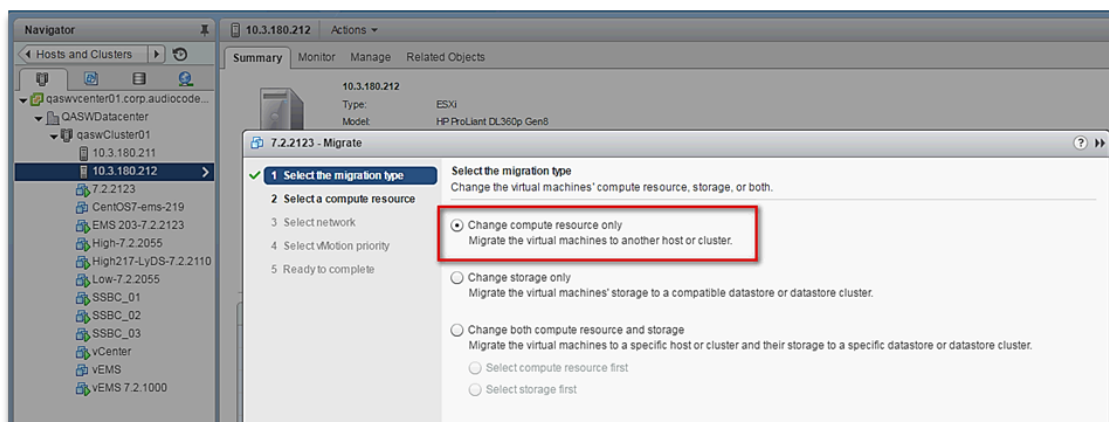 Navigator
10.3.180.212 Actions
Hosts and Clusters
Summary Monitor Manage Related Objects
10.3.180.212
Type: ESXi
Model: HP ProLiant DL360p Gen8
qaswvcenter01.corp.audiocode...
QASWDatacenter
qaswCluster01
10.3.180.211
10.3.180.212
7.2.2123
CentOS7-ems-219
EMS 203-7.2.2123
High-7.2.2055
High217-LyDS-7.2.2110
Low-7.2.2055
SSBC_01
SSBC_02
SSBC_03
vCenter
vEMS
vEMS 7.2.1000
7.2.2123 - Migrate
1 Select the migration type
2 Select a compute resource
3 Select network
4 Select vMotion priority
5 Ready to complete
Select the migration type
Change the virtual machines' compute resource, storage, or both.
Change compute resource only
Migrate the virtual machines to another host or cluster.
Change storage only
Migrate the virtual machines' storage to a compatible datastore or datastore cluster.
Change both compute resource and storage
Migrate the virtual machines to a specific host or cluster and their storage to a specific datastore or datastore cluster.
Select compute resource first
Select storage first